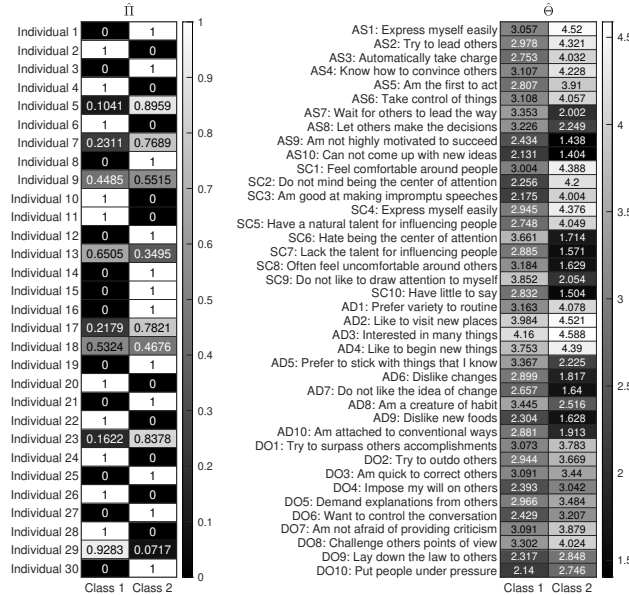 Π̂
Individual 1 0 1
Individual 2 1 0
Individual 3 0 1
Individual 4 1 0
Individual 5 0.1041 0.8959
Individual 6 1 0
Individual 7 0.2311 0.7689
Individual 8 0 1
Individual 9 0.4485 0.5515
Individual 10 1 0
Individual 11 1 0
Individual 12 0 1
Individual 13 0.6505 0.3495
Individual 14 0 1
Individual 15 0 1
Individual 16 0 1
Individual 17 0.2179 0.7821
Individual 18 0.5324 0.4676
Individual 19 0 1
Individual 20 1 0
Individual 21 0 1
Individual 22 1 0
Individual 23 0.1622 0.8378
Individual 24 1 0
Individual 25 0 1
Individual 26 1 0
Individual 27 0 1
Individual 28 1 0
Individual 29 0.9283 0.0717
Individual 30 0 1
Class 1 Class 2
1
0.9
0.8
0.7
0.6
0.5
0.4
0.3
0.2
0.1
0
Θ̂
AS1: Express myself easily 3.057 4.52
AS2: Try to lead others 2.978 4.321
AS3: Automatically take charge 2.753 4.032
AS4: Know how to convince others 3.107 4.228
AS5: Am the first to act 2.807 3.91
AS6: Take control of things 3.108 4.057
AS7: Wait for others to lead the way 3.353 2.002
AS8: Let others make the decisions 3.226 2.249
AS9: Am not highly motivated to succeed 2.434 1.438
AS10: Can not come up with new ideas 2.131 1.404
SC1: Feel comfortable around people 3.004 4.388
SC2: Do not mind being the center of attention 2.256 4.2
SC3: Am good at making impromptu speeches 2.175 4.004
SC4: Express myself easily 2.945 4.376
SC5: Have a natural talent for influencing people 2.748 4.049
SC6: Hate being the center of attention 3.661 1.714
SC7: Lack the talent for influencing people 2.885 1.571
SC8: Often feel uncomfortable around others 3.184 1.629
SC9: Do not like to draw attention to myself 3.852 2.054
SC10: Have little to say 2.832 1.504
AD1: Prefer variety to routine 3.163 4.078
AD2: Like to visit new places 3.984 4.521
AD3: Interested in many things 4.16 4.588
AD4: Like to begin new things 3.753 4.39
AD5: Prefer to stick with things that I know 3.367 2.225
AD6: Dislike changes 2.899 1.817
AD7: Do not like the idea of change 2.657 1.64
AD8: Am a creature of habit 3.445 2.516
AD9: Dislike new foods 2.304 1.628
AD10: Am attached to conventional ways 2.881 1.913
DO1: Try to surpass others accomplishments 3.073 3.783
DO2: Try to outdo others 2.944 3.669
DO3: Am quick to correct others 3.091 3.44
DO4: Impose my will on others 2.393 3.042
DO5: Demand explanations from others 2.966 3.484
DO6: Want to control the conversation 2.429 3.207
DO7: Am not afraid of providing criticism 3.091 3.879
DO8: Challenge others points of view 3.302 4.024
DO9: Lay down the law to others 2.317 2.848
DO10: Put people under pressure 2.14 2.746
Class 1 Class 2
4.5
4
3.5
3
2.5
2
1.5